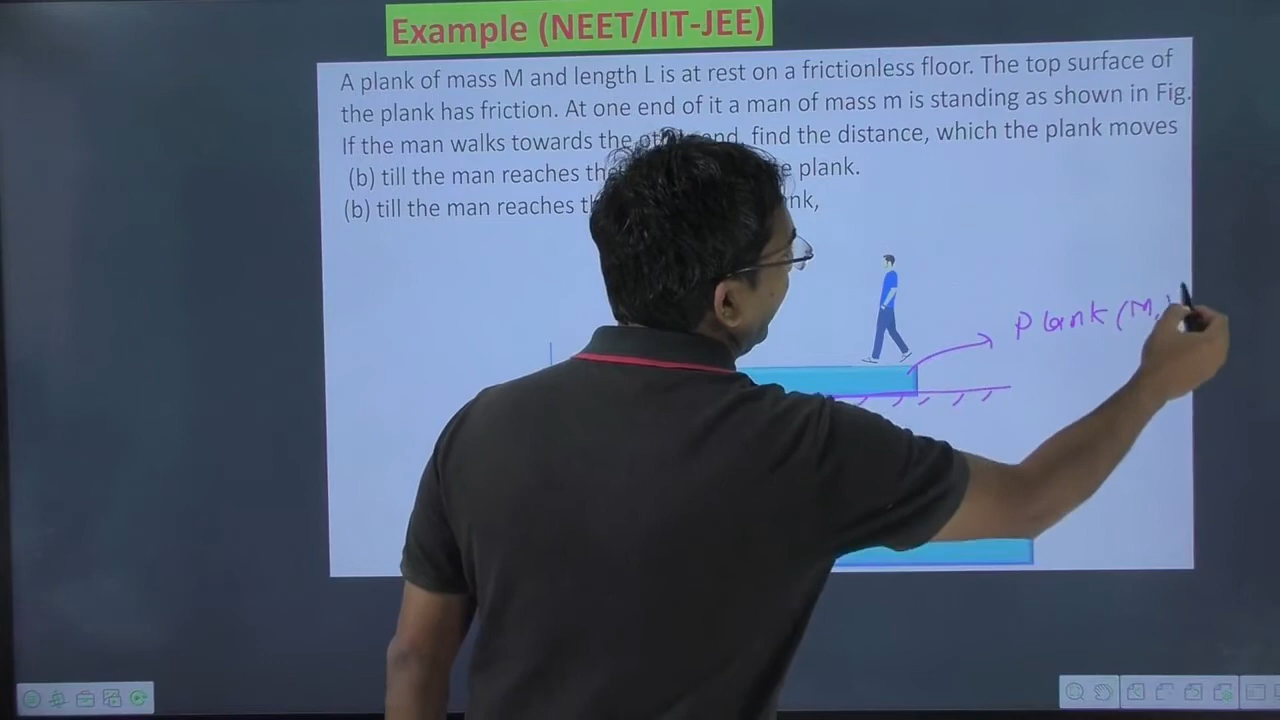 Example (NEET/IIT-JEE)
A plank of mass M and length L is at rest on a frictionless floor. The top surface of
the plank has friction. At one end of it a man of mass m is standing as shown in Fig.
If the man walks towards the end, find the distance, which the plank moves
(b) till the man reaches the plank.
(b) till the man reaches
Plank (M,